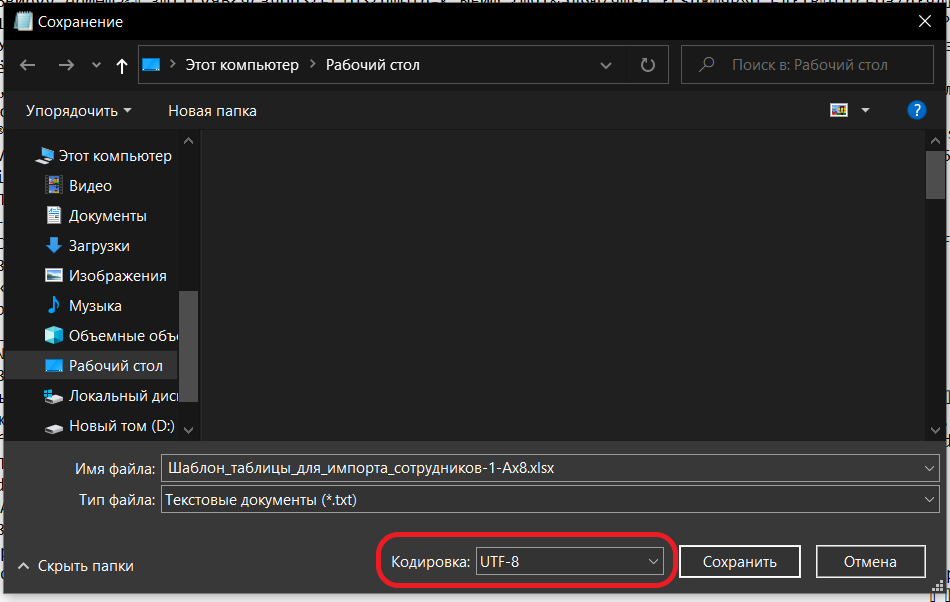 Сохранение
Этот компьютер
Рабочий стол
Поиск в: Рабочий стол
Упорядочить
Новая папка
Этот компьютер
Видео
Документы
Загрузки
Изображения
Музыка
Объемные объ
Рабочий стол
Локальный дис
Новый том (D:)
Имя файла: Шаблон_таблицы_для_импорта_сотрудников-1-Ax8.xlsx
Тип файла: Текстовые документы (*.txt)
Скрыть папки
Кодировка: UTF-8
Сохранить
Отмена